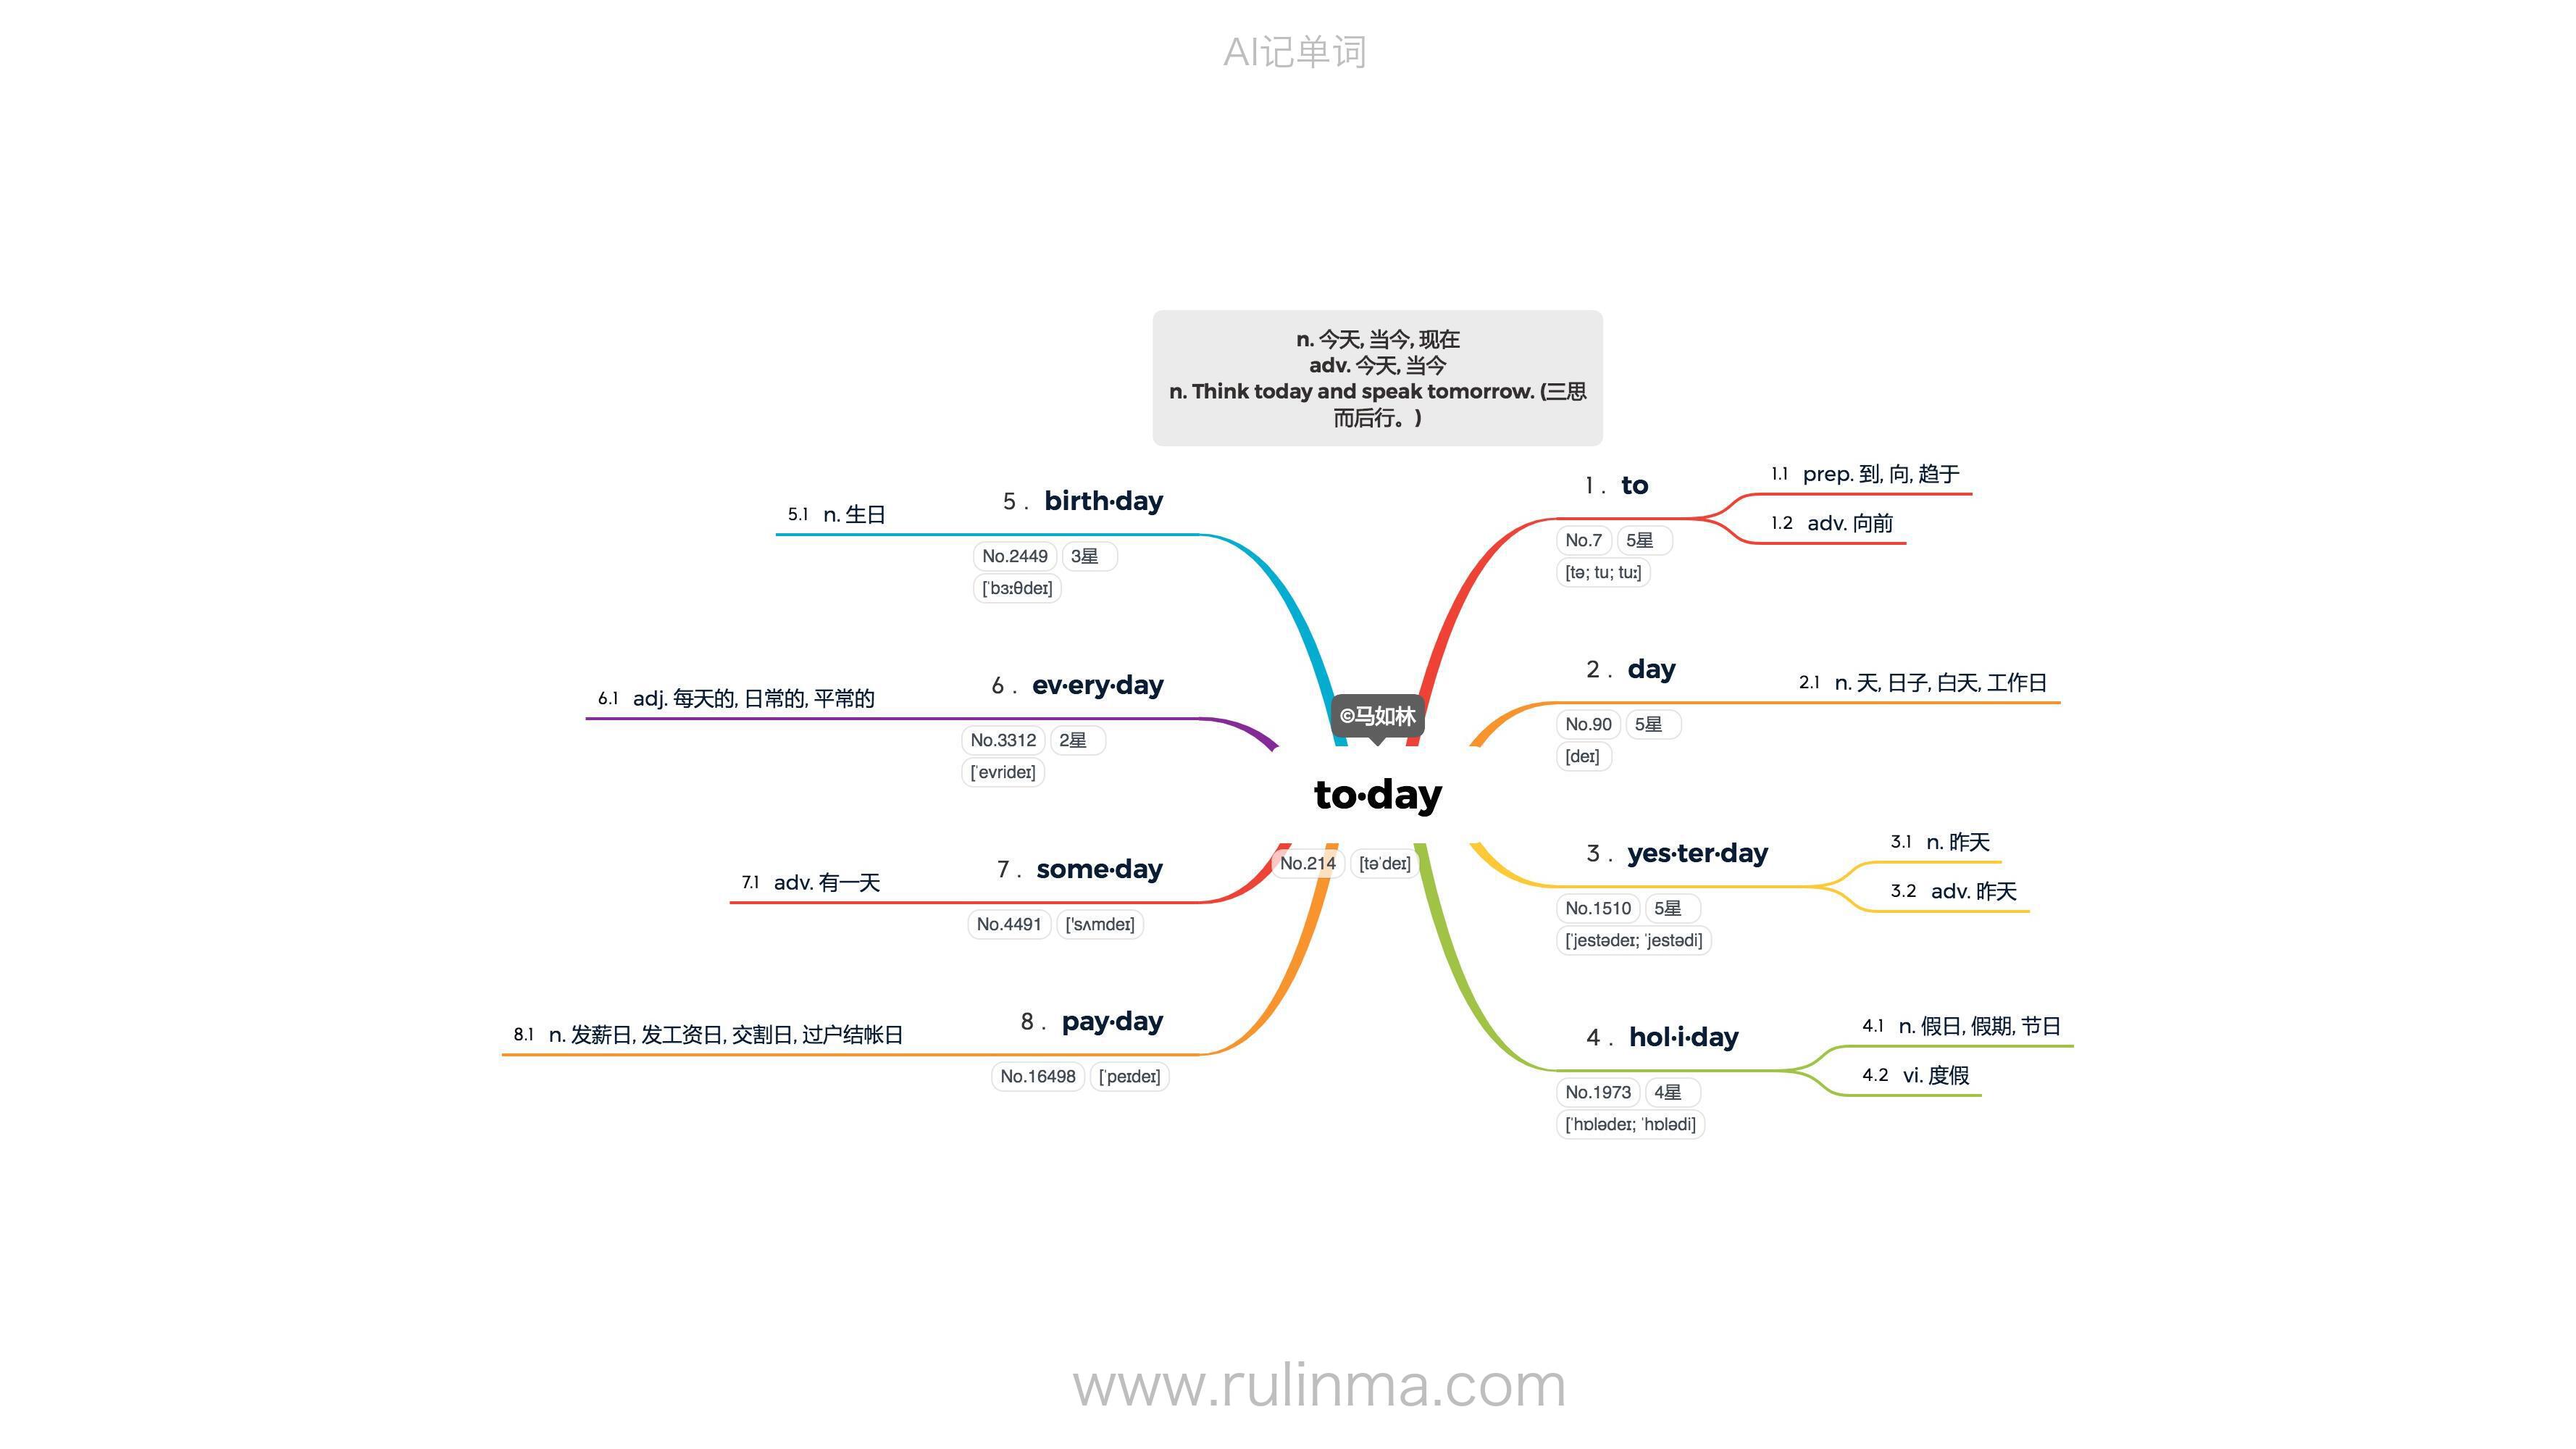 AI记单词
n. 今天, 当今, 现在
adv. 今天, 当今
n. Think today and speak tomorrow. (三思
而后行。)
©马如林
to·day
No.214 [təˈdeɪ]
1 . to
No.7 5星
[tə; tu; tuː]
1.1 prep. 到, 向, 趋于
1.2 adv. 向前
2 . day
No.90 5星
[deɪ]
2.1 n. 天, 日子, 白天, 工作日
3 . yes·ter·day
No.1510 5星
[ˈjestədeɪ; ˈjestədi]
3.1 n. 昨天
3.2 adv. 昨天
4 . hol·i·day
No.1973 4星
[ˈhɒlədeɪ; ˈhɒlədi]
4.1 n. 假日, 假期, 节日
4.2 vi. 度假
5 . birth·day
No.2449 3星
[ˈbɜːθdeɪ]
5.1 n. 生日
6 . ev·ery·day
No.3312 2星
[ˈevrideɪ]
6.1 adj. 每天的, 日常的, 平常的
7 . some·day
No.4491 ['sʌmdeɪ]
7.1 adv. 有一天
8 . pay·day
No.16498 [ˈpeɪdeɪ]
8.1 n. 发薪日, 发工资日, 交割日, 过户结帐日
www.rulinma.com